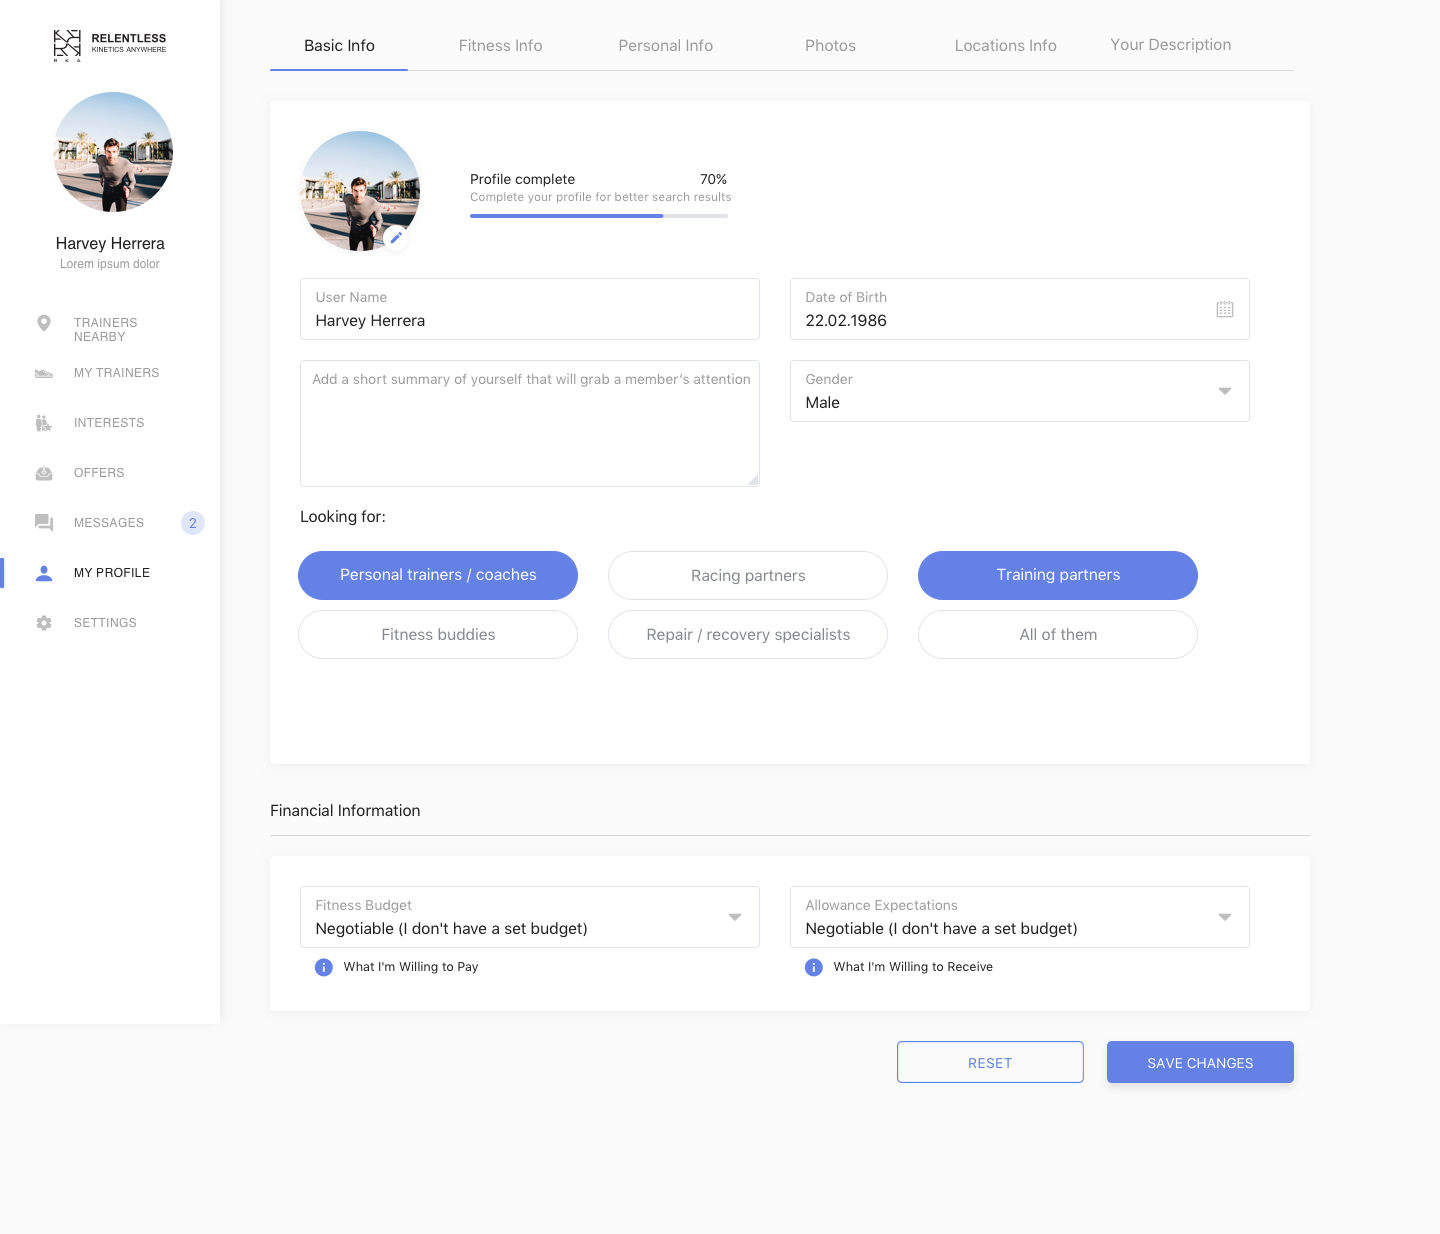 RELENTLESS
KINETICS ANYWHERE
R K A
Harvey Herrera
Lorem ipsum dolor
TRAINERS
NEARBY
MY TRAINERS
INTERESTS
OFFERS
MESSAGES 2
MY PROFILE
SETTINGS
Basic Info Fitness Info Personal Info Photos Locations Info Your Description
Profile complete 70%
Complete your profile for better search results
User Name
Harvey Herrera
Date of Birth
22.02.1986
Add a short summary of yourself that will grab a member’s attention
Gender
Male
Looking for:
Personal trainers / coaches Racing partners Training partners
Fitness buddies Repair / recovery specialists All of them
Financial Information
Fitness Budget
Negotiable (I don't have a set budget)
What I'm Willing to Pay
Allowance Expectations
Negotiable (I don't have a set budget)
What I'm Willing to Receive
RESET SAVE CHANGES